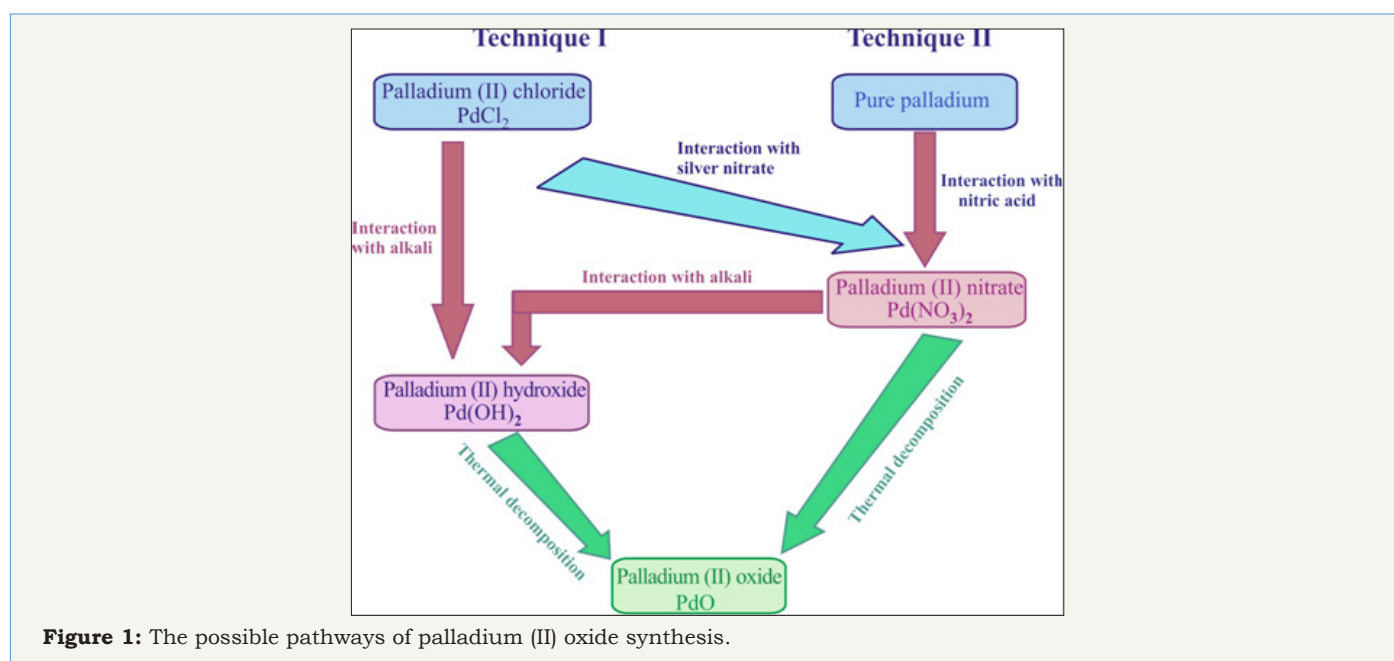 Technique I
Technique II
Palladium (II) chloride
PdCl₂
Pure palladium
Interaction with
silver nitrate
Interaction with
nitric acid
Interaction
with alkali
Interaction with alkali
Palladium (II) nitrate
Pd(NO₃)₂
Palladium (II) hydroxide
Pd(OH)₂
Thermal decomposition
Thermal decomposition
Palladium (II) oxide
PdO
Figure 1: The possible pathways of palladium (II) oxide synthesis.